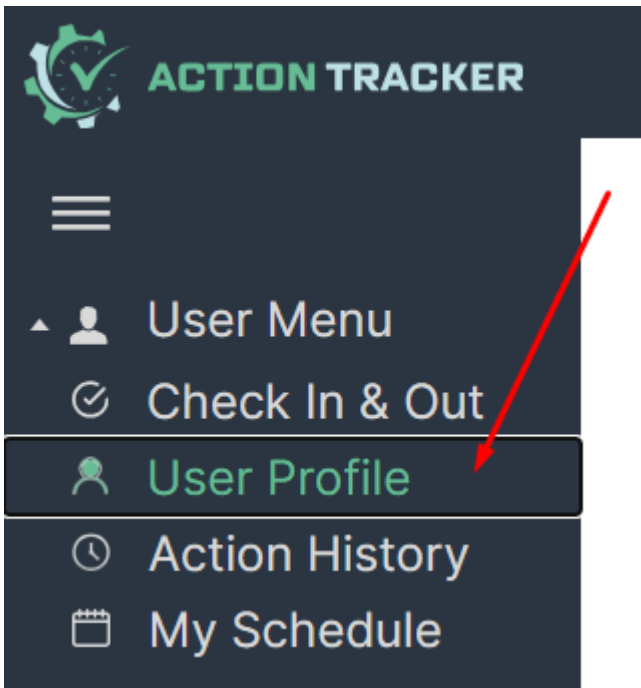 ACTION TRACKER
User Menu
Check In & Out
User Profile
Action History
My Schedule